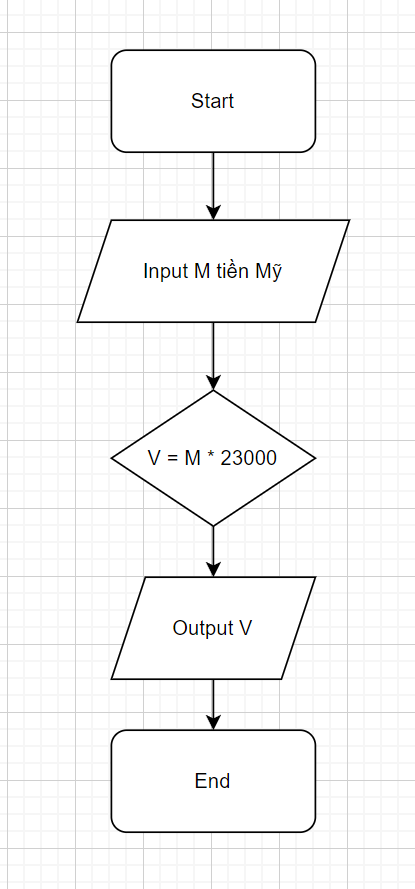 Start
Input M tiền Mỹ
V = M * 23000
Output V
End